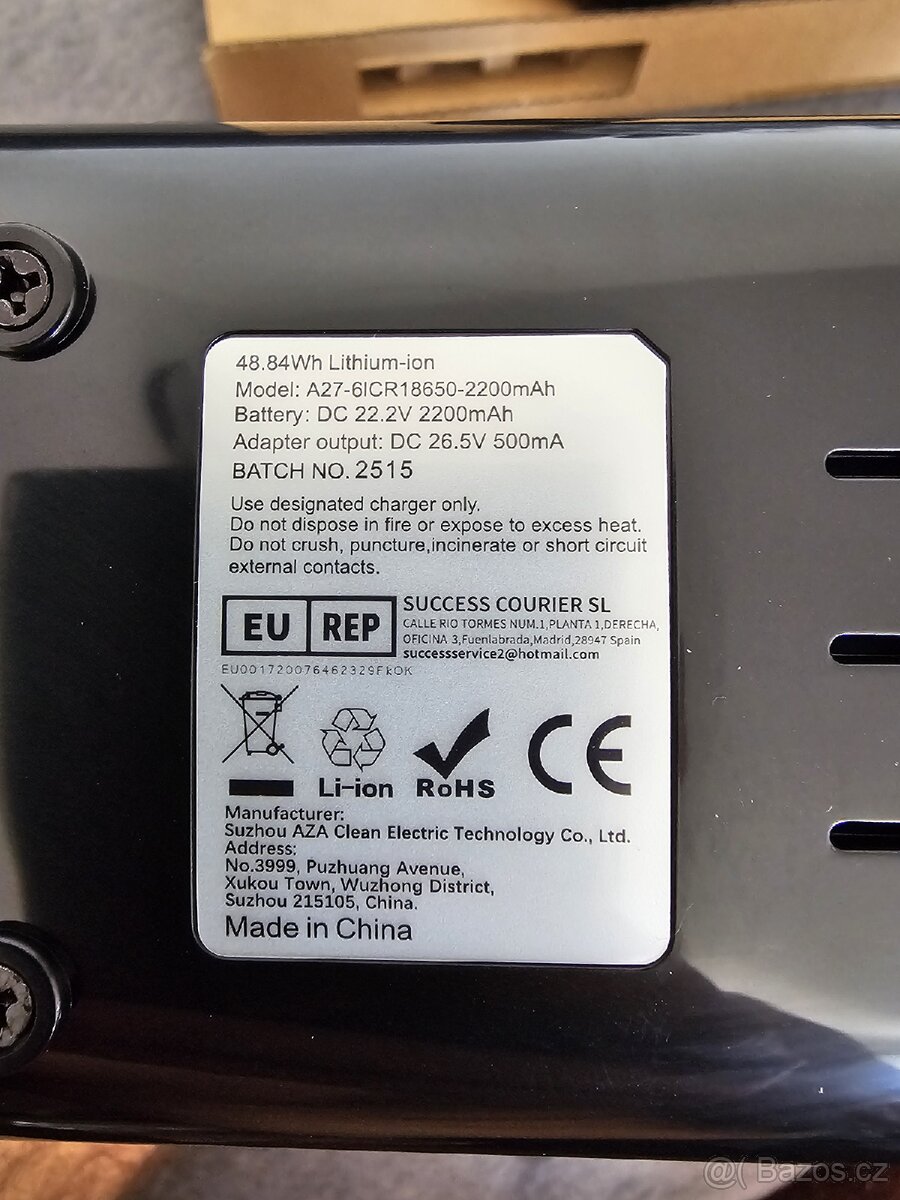 48.84Wh Lithium-ion
Model: A27-6ICR18650-2200mAh
Battery: DC 22.2V 2200mAh
Adapter output: DC 26.5V 500mA
BATCH NO. 2515
Use designated charger only.
Do not dispose in fire or expose to excess heat.
Do not crush, puncture,incinerate or short circuit
external contacts.
EU REP
SUCCESS COURIER SL
CALLE RIO TORMES NUM.1,PLANTA 1,DERECHA,
OFICINA 3,Fuenlabrada,Madrid,28947 Spain
successservice2@hotmail.com
Li-ion
RoHS
CE
Manufacturer:
Suzhou AZA Clean Electric Technology Co., Ltd.
Address:
No.3999, Puzhuang Avenue,
Xukou Town, Wuzhong District,
Suzhou 215105, China.
Made in China
@( Bazos.cz